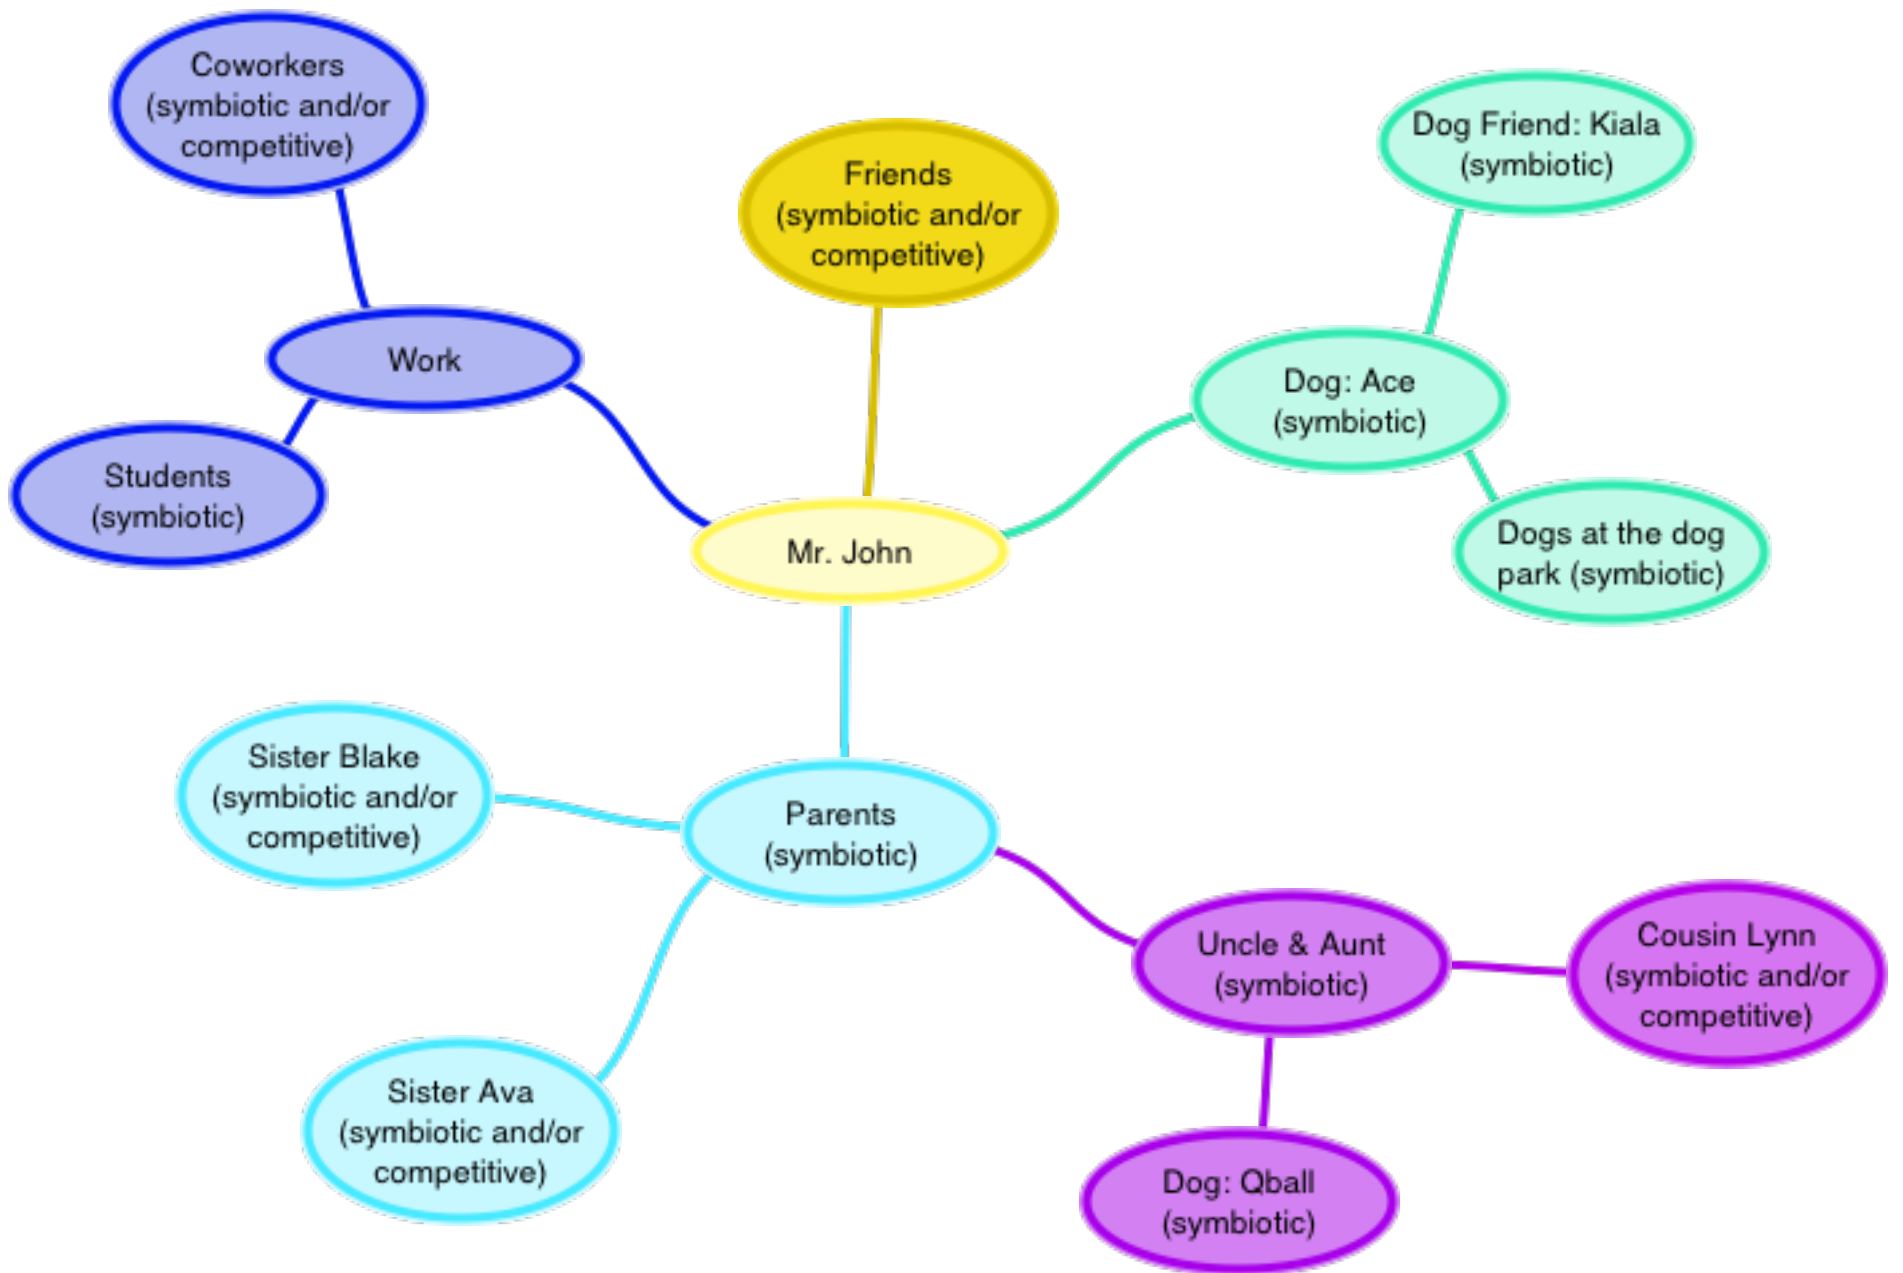 Coworkers
(symbiotic and/or
competitive)
Friends
(symbiotic and/or
competitive)
Dog Friend: Kiala
(symbiotic)
Work
Dog: Ace
(symbiotic)
Students
(symbiotic)
Mr. John
Dogs at the dog
park (symbiotic)
Sister Blake
(symbiotic and/or
competitive)
Parents
(symbiotic)
Uncle & Aunt
(symbiotic)
Cousin Lynn
(symbiotic and/or
competitive)
Sister Ava
(symbiotic and/or
competitive)
Dog: Qball
(symbiotic)